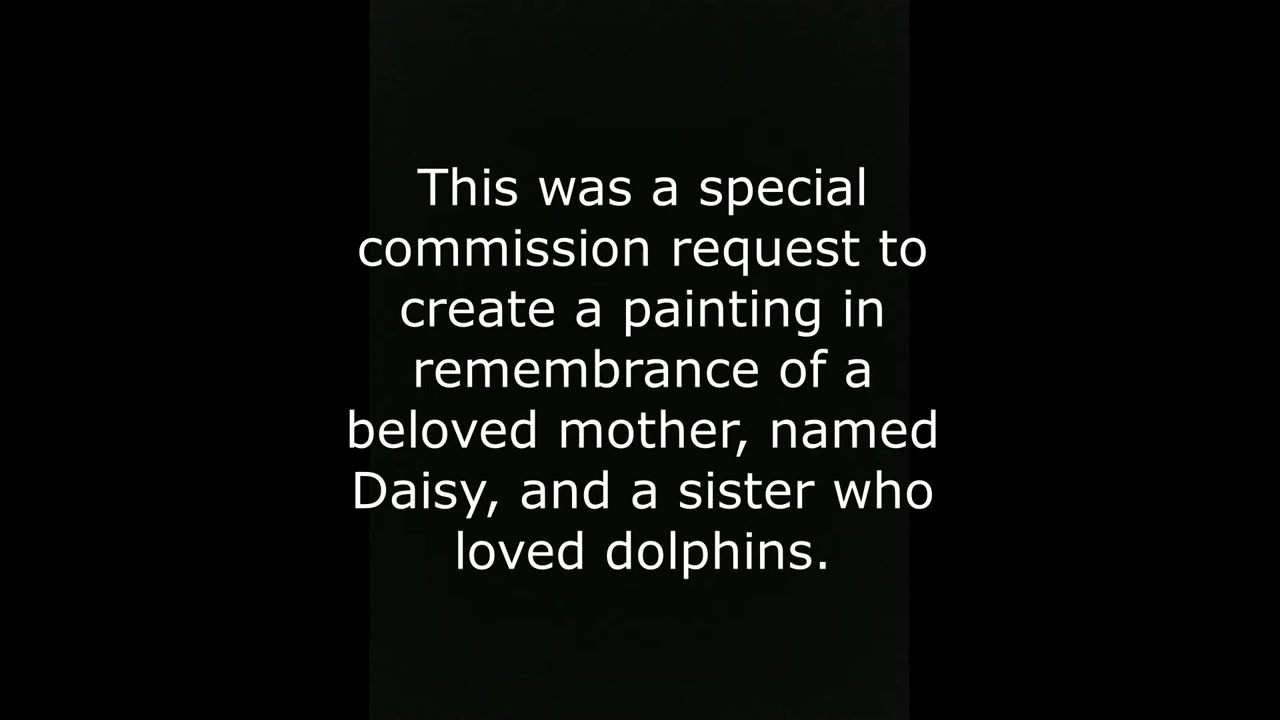 This was a special
commission request to
create a painting in
remembrance of a
beloved mother, named
Daisy, and a sister who
loved dolphins.